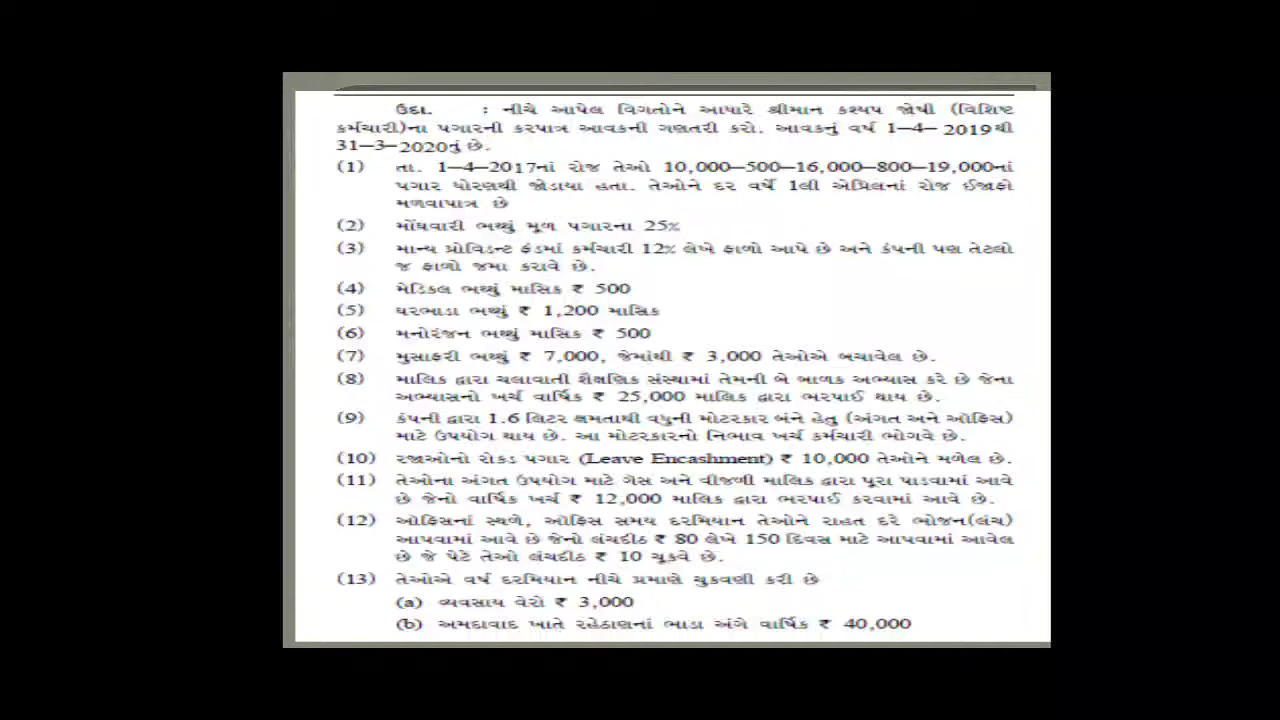 ઉદા. : નીચે આપેલ વિગતોને આધારે શ્રીમાન કશ્યપ જોષી (વિશિષ્ટ
કર્મચારી)ના પગારની કરપાત્ર આવકની ગણતરી કરો. આવકનું વર્ષ 1–4– 2019થી
31–3–2020નું છે.
(1) તા. 1–4–2017નાં રોજ તેઓ 10,000–500–16,000–800–19,000નાં
પગાર ધોરણથી જોડાયા હતા. તેઓને દર વર્ષે 1લી એપ્રિલનાં રોજ ઈજાફો
મળવાપાત્ર છે
(2) મોંઘવારી ભથ્થું મૂળ પગારના 25%
(3) માન્ય પ્રોવિડન્ટ ફંડમાં કર્મચારી 12% લેખે ફાળો આપે છે અને કંપની પણ તેટલો
જ ફાળો જમા કરાવે છે.
(4) મેડિકલ ભથ્થું માસિક ₹ 500
(5) ઘરભાડા ભથ્થું ₹ 1,200 માસિક
(6) મનોરંજન ભથ્થું માસિક ₹ 500
(7) મુસાફરી ભથ્થું ₹ 7,000, જેમાંથી ₹ 3,000 તેઓએ બચાવેલ છે.
(8) માલિક દ્વારા ચલાવાતી શૈક્ષણિક સંસ્થામાં તેમની બે બાળક અભ્યાસ કરે છે જેના
અભ્યાસનો ખર્ચ વાર્ષિક ₹ 25,000 માલિક દ્વારા ભરપાઈ થાય છે.
(9) કંપની દ્વારા 1.6 લિટર ક્ષમતાથી વધુની મોટરકાર બંને હેતુ (અંગત અને ઑફિસ)
માટે ઉપયોગ થાય છે. આ મોટરકારનો નિભાવ ખર્ચ કર્મચારી ભોગવે છે.
(10) રજાઓનો રોકડ પગાર (Leave Encashment) ₹ 10,000 તેઓને મળેલ છે.
(11) તેઓના અંગત ઉપયોગ માટે ગેસ અને વીજળી માલિક દ્વારા પૂરા પાડવામાં આવે
છે જેનો વાર્ષિક ખર્ચ ₹ 12,000 માલિક દ્વારા ભરપાઈ કરવામાં આવે છે.
(12) ઑફિસનાં સ્થળે, ઑફિસ સમય દરમિયાન તેઓને રાહત દરે ભોજન(લંચ)
આપવામાં આવે છે જેનો લંચદીઠ ₹ 80 લેખે 150 દિવસ માટે આપવામાં આવેલ
છે જે પેટે તેઓ લંચદીઠ ₹ 10 ચૂકવે છે.
(13) તેઓએ વર્ષ દરમિયાન નીચે પ્રમાણે ચુકવણી કરી છે
(a) વ્યવસાય વેરો ₹ 3,000
(b) અમદાવાદ ખાતે રહેઠાણનાં ભાડા અંગે વાર્ષિક ₹ 40,000